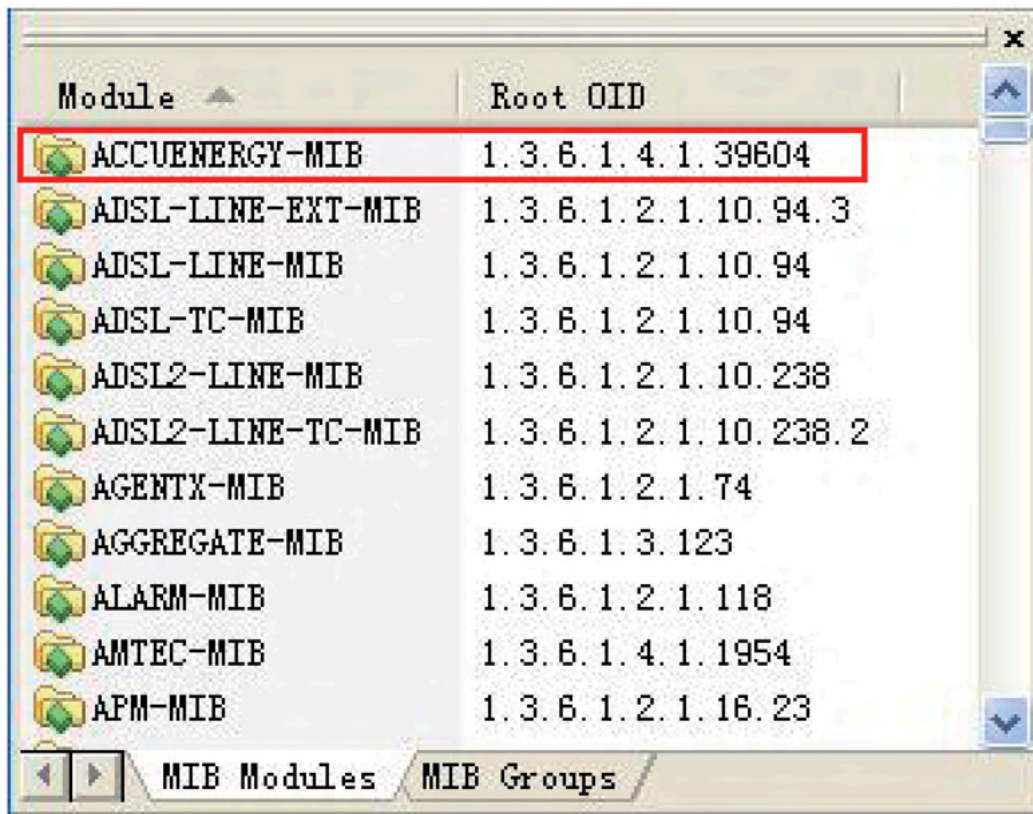 Module Root OID
ACCUENERGY-MIB 1.3.6.1.4.1.39604
ADSL-LINE-EXT-MIB 1.3.6.1.2.1.10.94.3
ADSL-LINE-MIB 1.3.6.1.2.1.10.94
ADSL-TC-MIB 1.3.6.1.2.1.10.94
ADSL2-LINE-MIB 1.3.6.1.2.1.10.238
ADSL2-LINE-TC-MIB 1.3.6.1.2.1.10.238.2
AGENTX-MIB 1.3.6.1.2.1.74
AGGREGATE-MIB 1.3.6.1.3.123
ALARM-MIB 1.3.6.1.2.1.118
AMTEC-MIB 1.3.6.1.4.1.1954
APM-MIB 1.3.6.1.2.1.16.23
MIB Modules MIB Groups